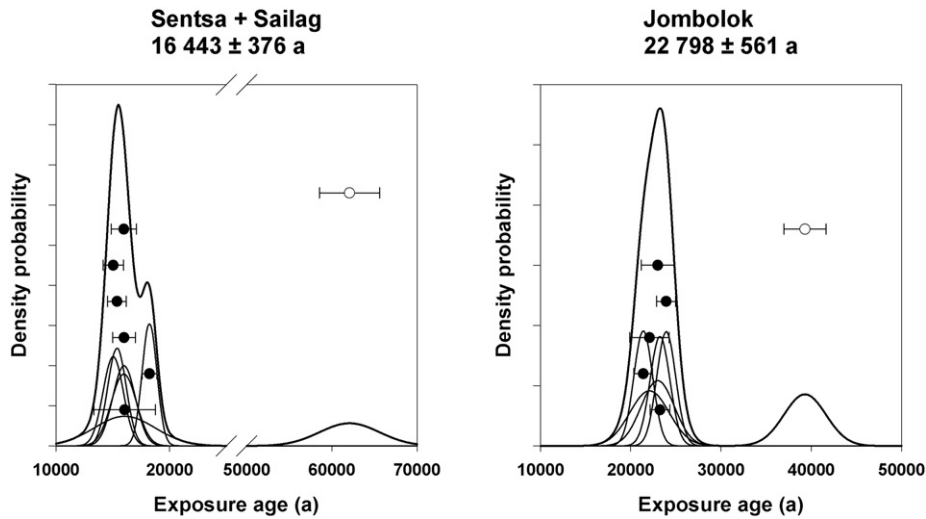 Sentsa + Sailag
16 443 ± 376 a
Density probability
10000 20000 50000 60000 70000
Exposure age (a)
Jombolok
22 798 ± 561 a
Density probability
10000 20000 30000 40000 50000
Exposure age (a)